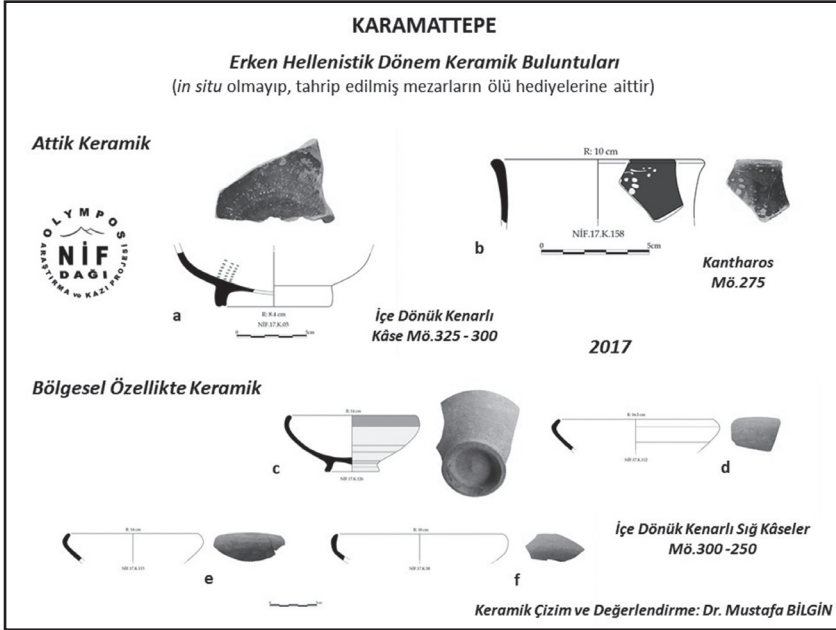 KARAMATTEPE
Erken Hellenistik Dönem Keramik Buluntuları
(in situ olmayıp, tahrip edilmiş mezarların ölü hediyelerine aittir)
Attik Keramik
OLYMPOS
NİF
DAĞI
ARAŞTIRMA ve KAZI PROJESİ
R: 8.4 cm
NİF.17.K.05
0 5cm
a
İçe Dönük Kenarlı
Kâse Mö.325 - 300
R: 10 cm
NİF.17.K.158
0 5cm
b
Kantharos
Mö.275
2017
Bölgesel Özellikte Keramik
c
d
e
f
İçe Dönük Kenarlı Sığ Kâseler
Mö.300 -250
Keramik Çizim ve Değerlendirme: Dr. Mustafa BİLGİN